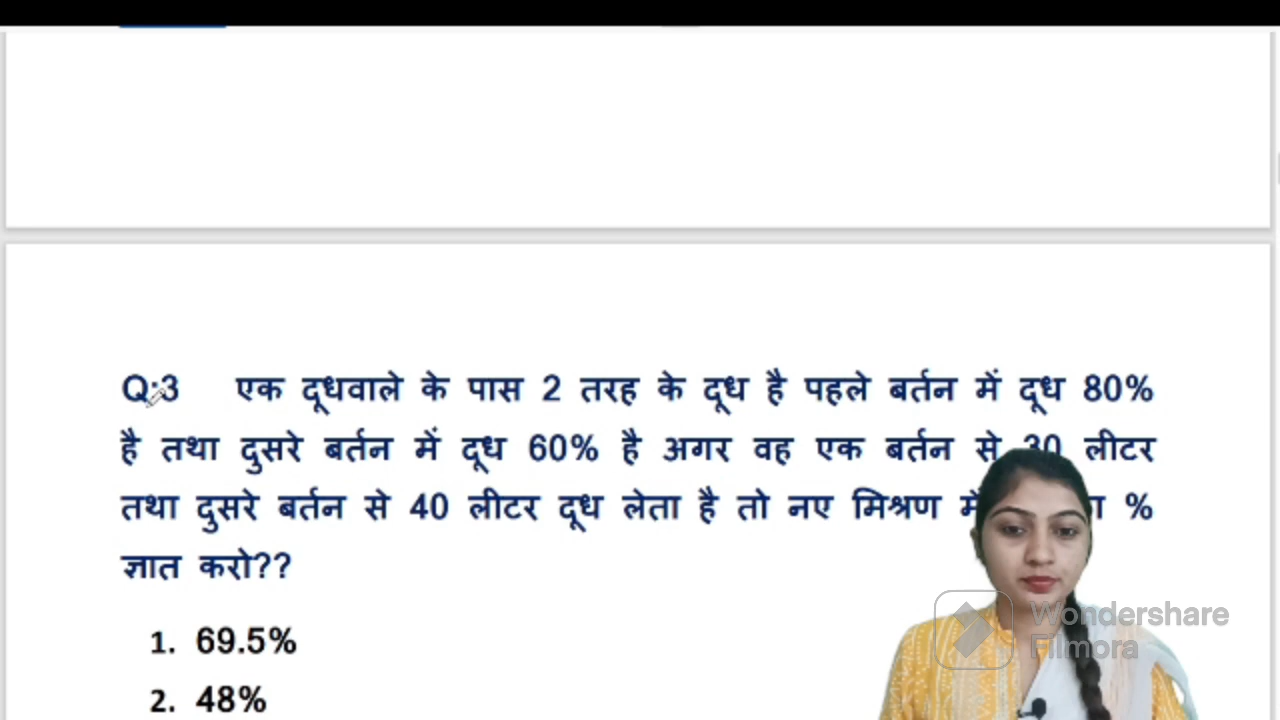 Q:3 एक दूधवाले के पास 2 तरह के दूध है पहले बर्तन में दूध 80%
है तथा दुसरे बर्तन में दूध 60% है अगर वह एक बर्तन से 30 लीटर
तथा दुसरे बर्तन से 40 लीटर दूध लेता है तो नए मिश्रण में %
ज्ञात करो??
1. 69.5%
2. 48%
Wondershare
Filmora